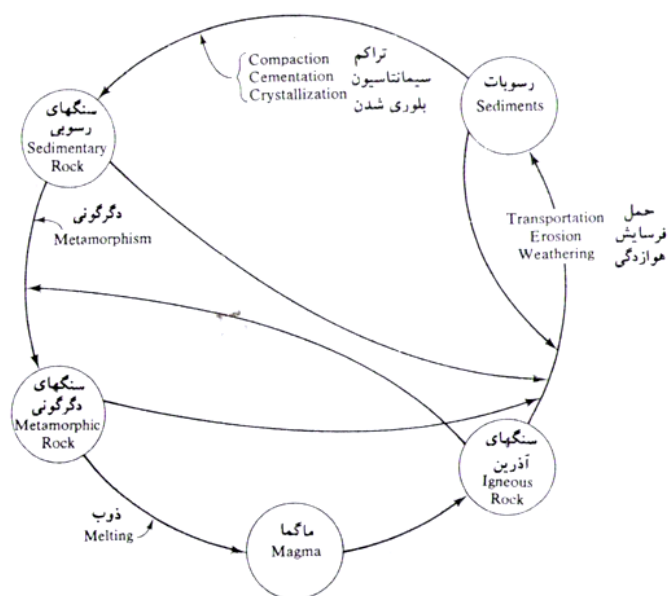 Compaction تراکم
Cementation سیمانتاسیون
Crystallization بلوری شدن
رسوبات
Sediments
سنگهای
رسوبی
Sedimentary
Rock
دگرگونی
Metamorphism
Transportation حمل
Erosion فرسایش
Weathering هوازدگی
سنگهای
دگرگونی
Metamorphic
Rock
سنگهای
آذرین
Igneous
Rock
ذوب
Melting
ماگما
Magma